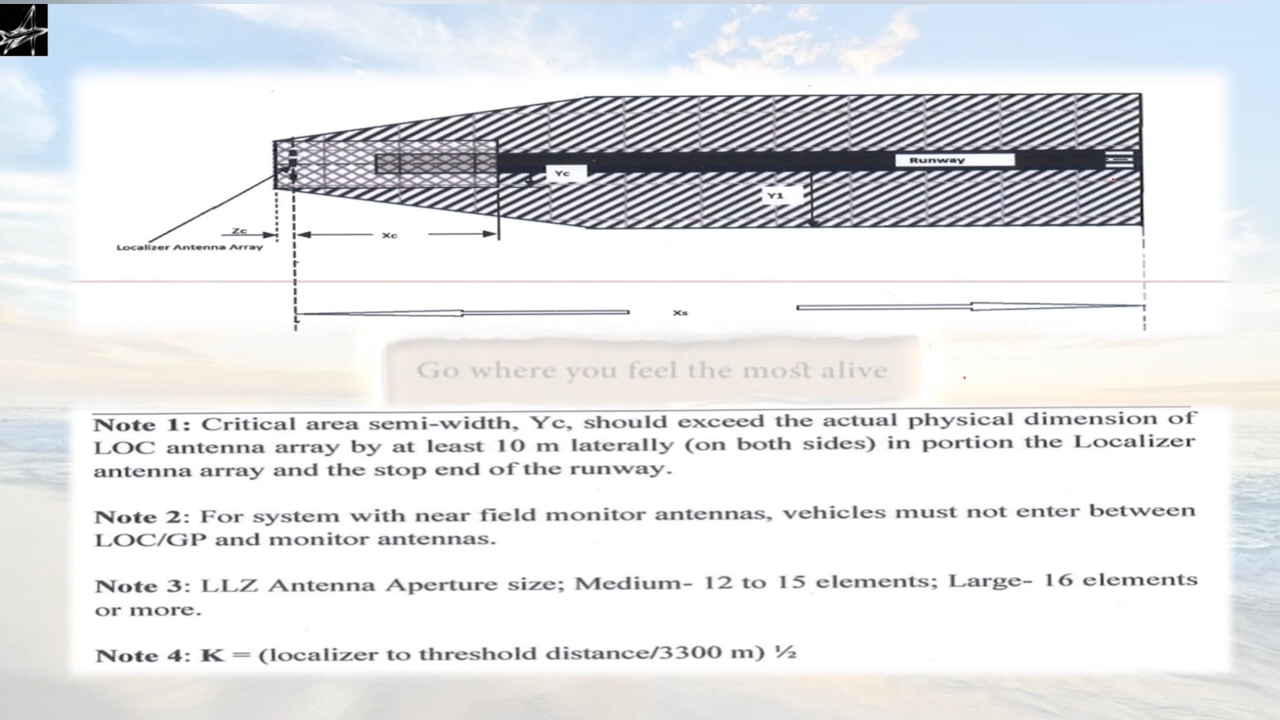 Runway
Yc
Y1
Zc
Xc
Localizer Antenna Array
Xs
Go where you feel the most alive
Note 1: Critical area semi-width, Yc, should exceed the actual physical dimension of
LOC antenna array by at least 10 m laterally (on both sides) in portion the Localizer
antenna array and the stop end of the runway.
Note 2: For system with near field monitor antennas, vehicles must not enter between
LOC/GP and monitor antennas.
Note 3: LLZ Antenna Aperture size; Medium- 12 to 15 elements; Large- 16 elements
or more.
Note 4: K = (localizer to threshold distance/3300 m) ½